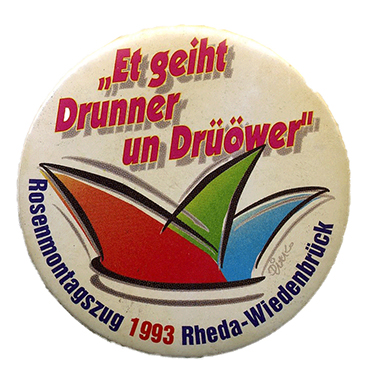 „Et geiht
Drunner
un Drüöwer"
Rosenmontagszug 1993 Rheda-Wiedenbrück